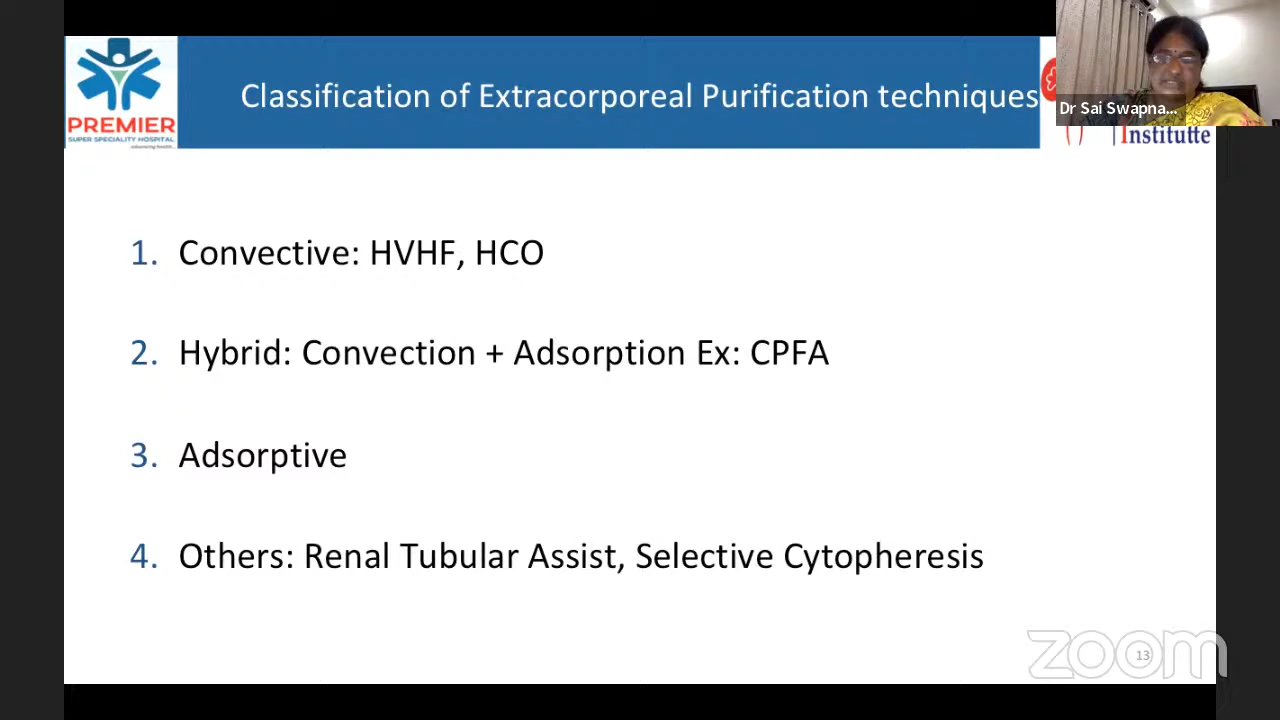 Classification of Extracorporeal Purification techniques
PREMIER
SUPER SPECIALITY HOSPITAL
Dr Sai Swapna...
Institutte
1. Convective: HVHF, HCO
2. Hybrid: Convection + Adsorption Ex: CPFA
3. Adsorptive
4. Others: Renal Tubular Assist, Selective Cytopheresis
zoom
13